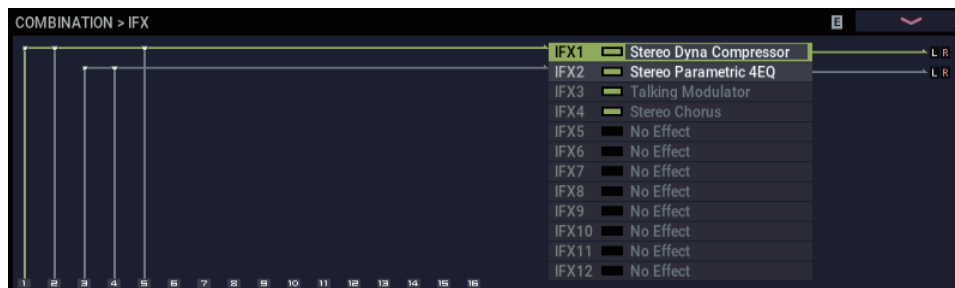 COMBINATION > IFX E
IFX1 Stereo Dyna Compressor L R
IFX2 Stereo Parametric 4EQ L R
IFX3 Talking Modulator
IFX4 Stereo Chorus
IFX5 No Effect
IFX6 No Effect
IFX7 No Effect
IFX8 No Effect
IFX9 No Effect
IFX10 No Effect
IFX11 No Effect
IFX12 No Effect
1 2 3 4 5 6 7 8 9 10 11 12 13 14 15 16